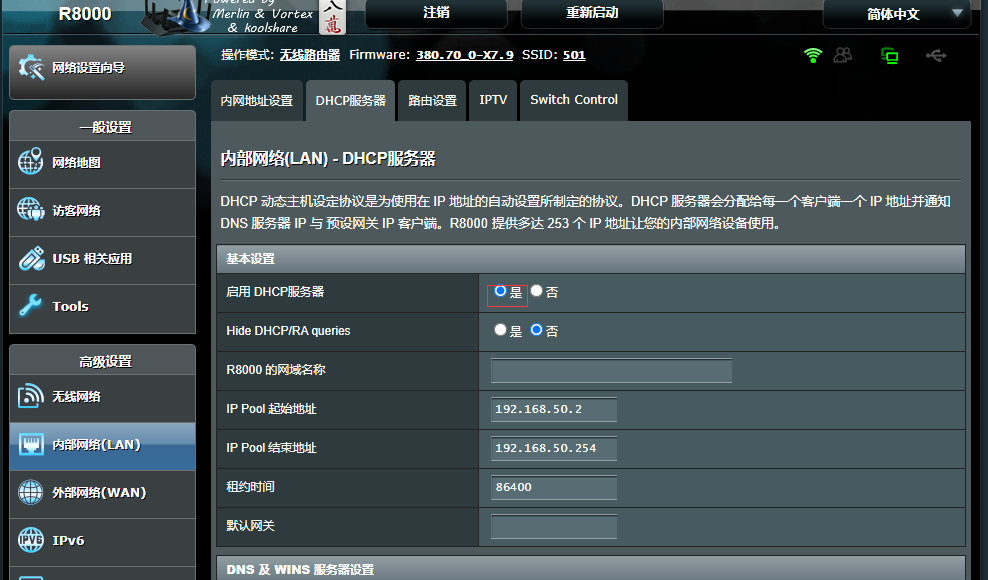 R8000
Powered by
Merlin & Vortex
& koolshare
八
萬
注销
重新启动
简体中文
操作模式: 无线路由器 Firmware: 380.70_0-X7.9 SSID: 501
网络设置向导
一般设置
网络地图
访客网络
USB 相关应用
Tools
高级设置
无线网络
内部网络(LAN)
外部网络(WAN)
IPv6
内网地址设置
DHCP服务器
路由设置
IPTV
Switch Control
内部网络(LAN) - DHCP服务器
DHCP 动态主机设定协议是为使用在 IP 地址的自动设置所制定的协议。DHCP 服务器会分配给每一个客户端一个 IP 地址并通知
DNS 服务器 IP 与 预设网关 IP 客户端。R8000 提供多达 253 个 IP 地址让您的内部网络设备使用。
基本设置
启用 DHCP服务器 是 否
Hide DHCP/RA queries 是 否
R8000 的网域名称
IP Pool 起始地址 192.168.50.2
IP Pool 结束地址 192.168.50.254
租约时间 86400
默认网关
DNS 及 WINS 服务器设置